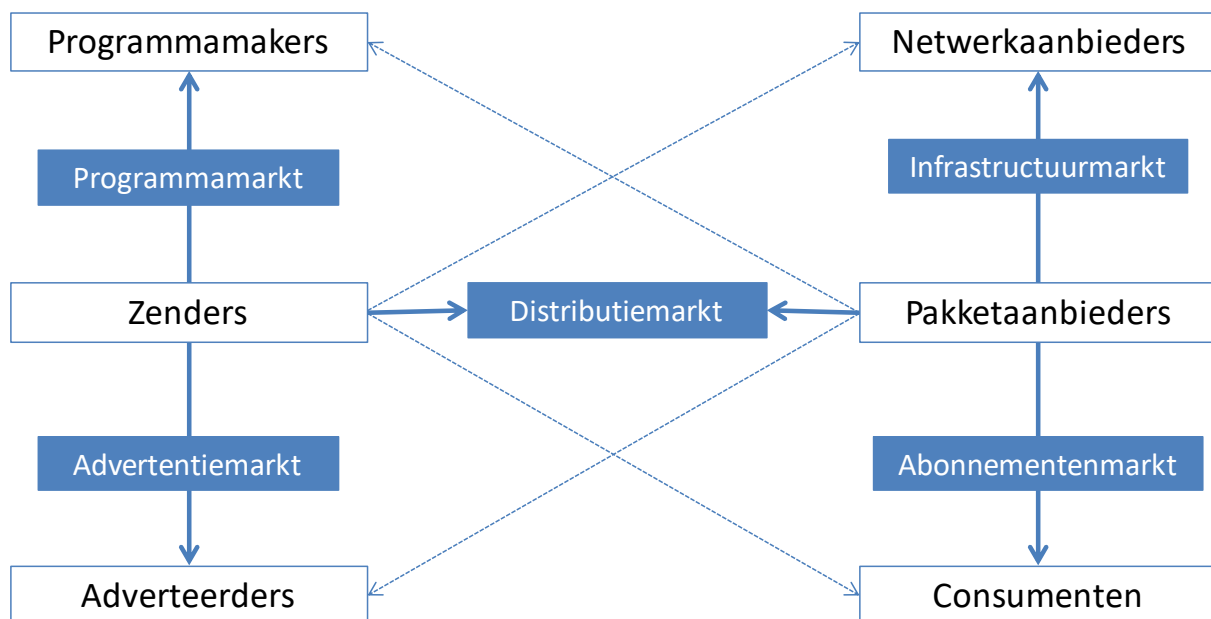 Programmamakers
Netwerkaanbieders
Programmamarkt
Infrastructuurmarkt
Zenders
Distributiemarkt
Pakketaanbieders
Advertentiemarkt
Abonnementenmarkt
Adverteerders
Consumenten